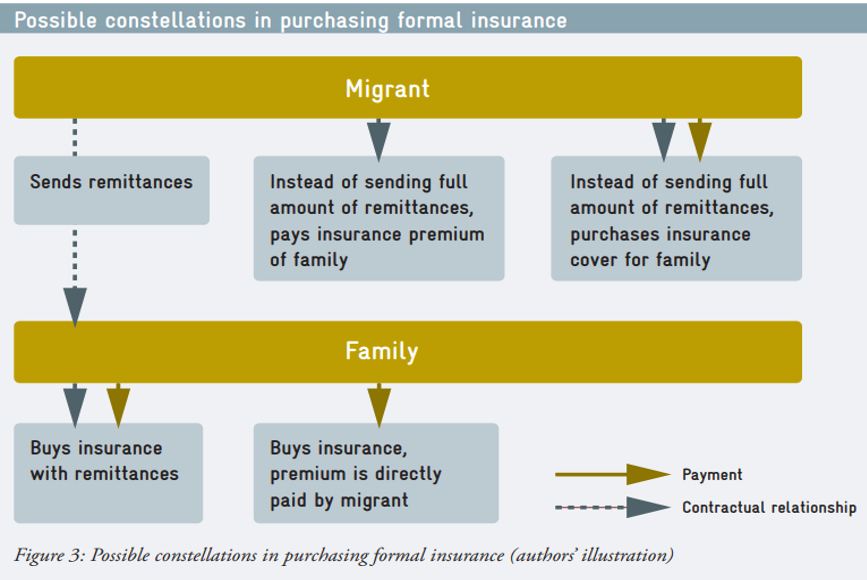 Possible constellations in purchasing formal insurance
Migrant
Sends remittances
Instead of sending full
amount of remittances,
pays insurance premium
of family
Instead of sending full
amount of remittances,
purchases insurance
cover for family
Family
Buys insurance
with remittances
Buys insurance,
premium is directly
paid by migrant
Payment
Contractual relationship
Figure 3: Possible constellations in purchasing formal insurance (authors’ illustration)